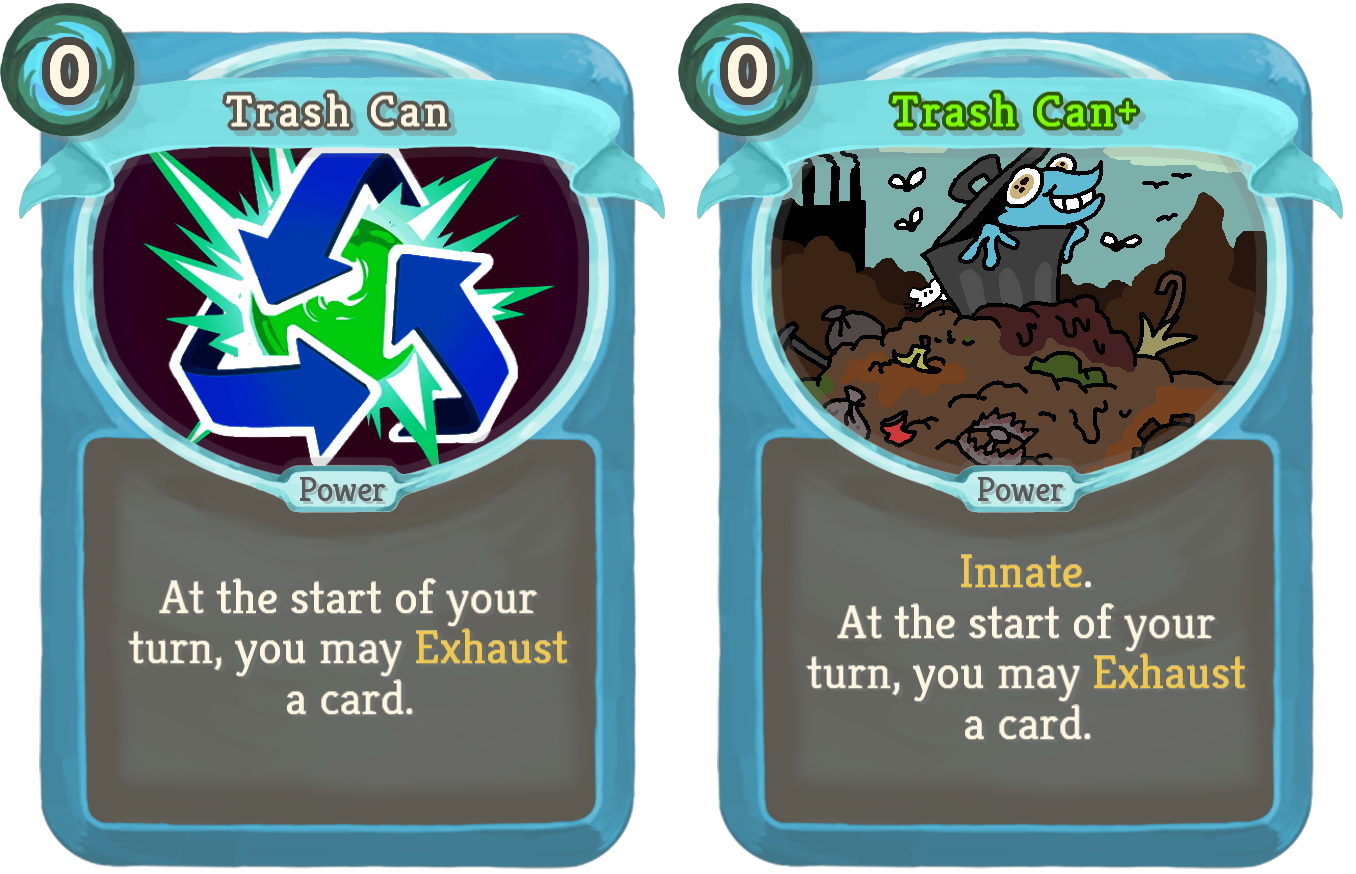 0
Trash Can
Power
At the start of your
turn, you may Exhaust
a card.
0
Trash Can+
Power
Innate.
At the start of your
turn, you may Exhaust
a card.